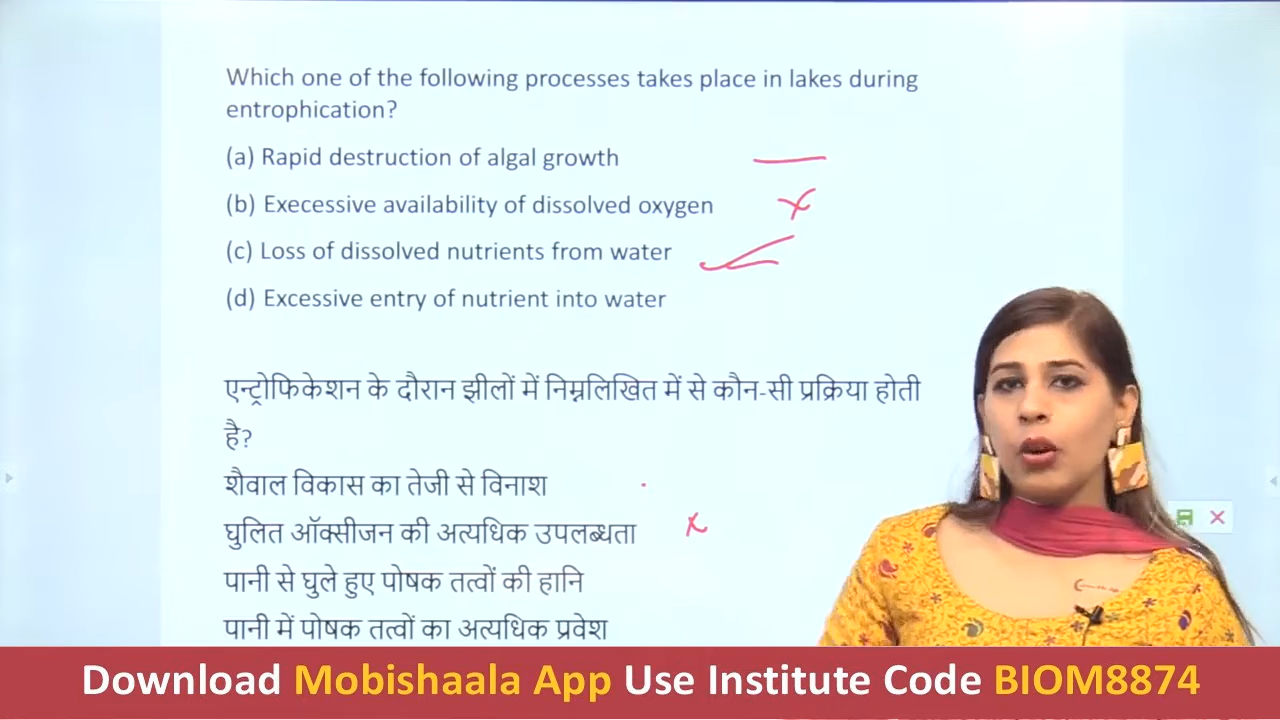 Which one of the following processes takes place in lakes during
entrophication?
(a) Rapid destruction of algal growth
(b) Execessive availability of dissolved oxygen
(c) Loss of dissolved nutrients from water
(d) Excessive entry of nutrient into water
एन्ट्रोफिकेशन के दौरान झीलों में निम्नलिखित में से कौन-सी प्रक्रिया होती
है?
शैवाल विकास का तेजी से विनाश
घुलित ऑक्सीजन की अत्यधिक उपलब्धता
पानी से घुले हुए पोषक तत्वों की हानि
पानी में पोषक तत्वों का अत्यधिक प्रवेश
Download Mobishaala App Use Institute Code BIOM8874